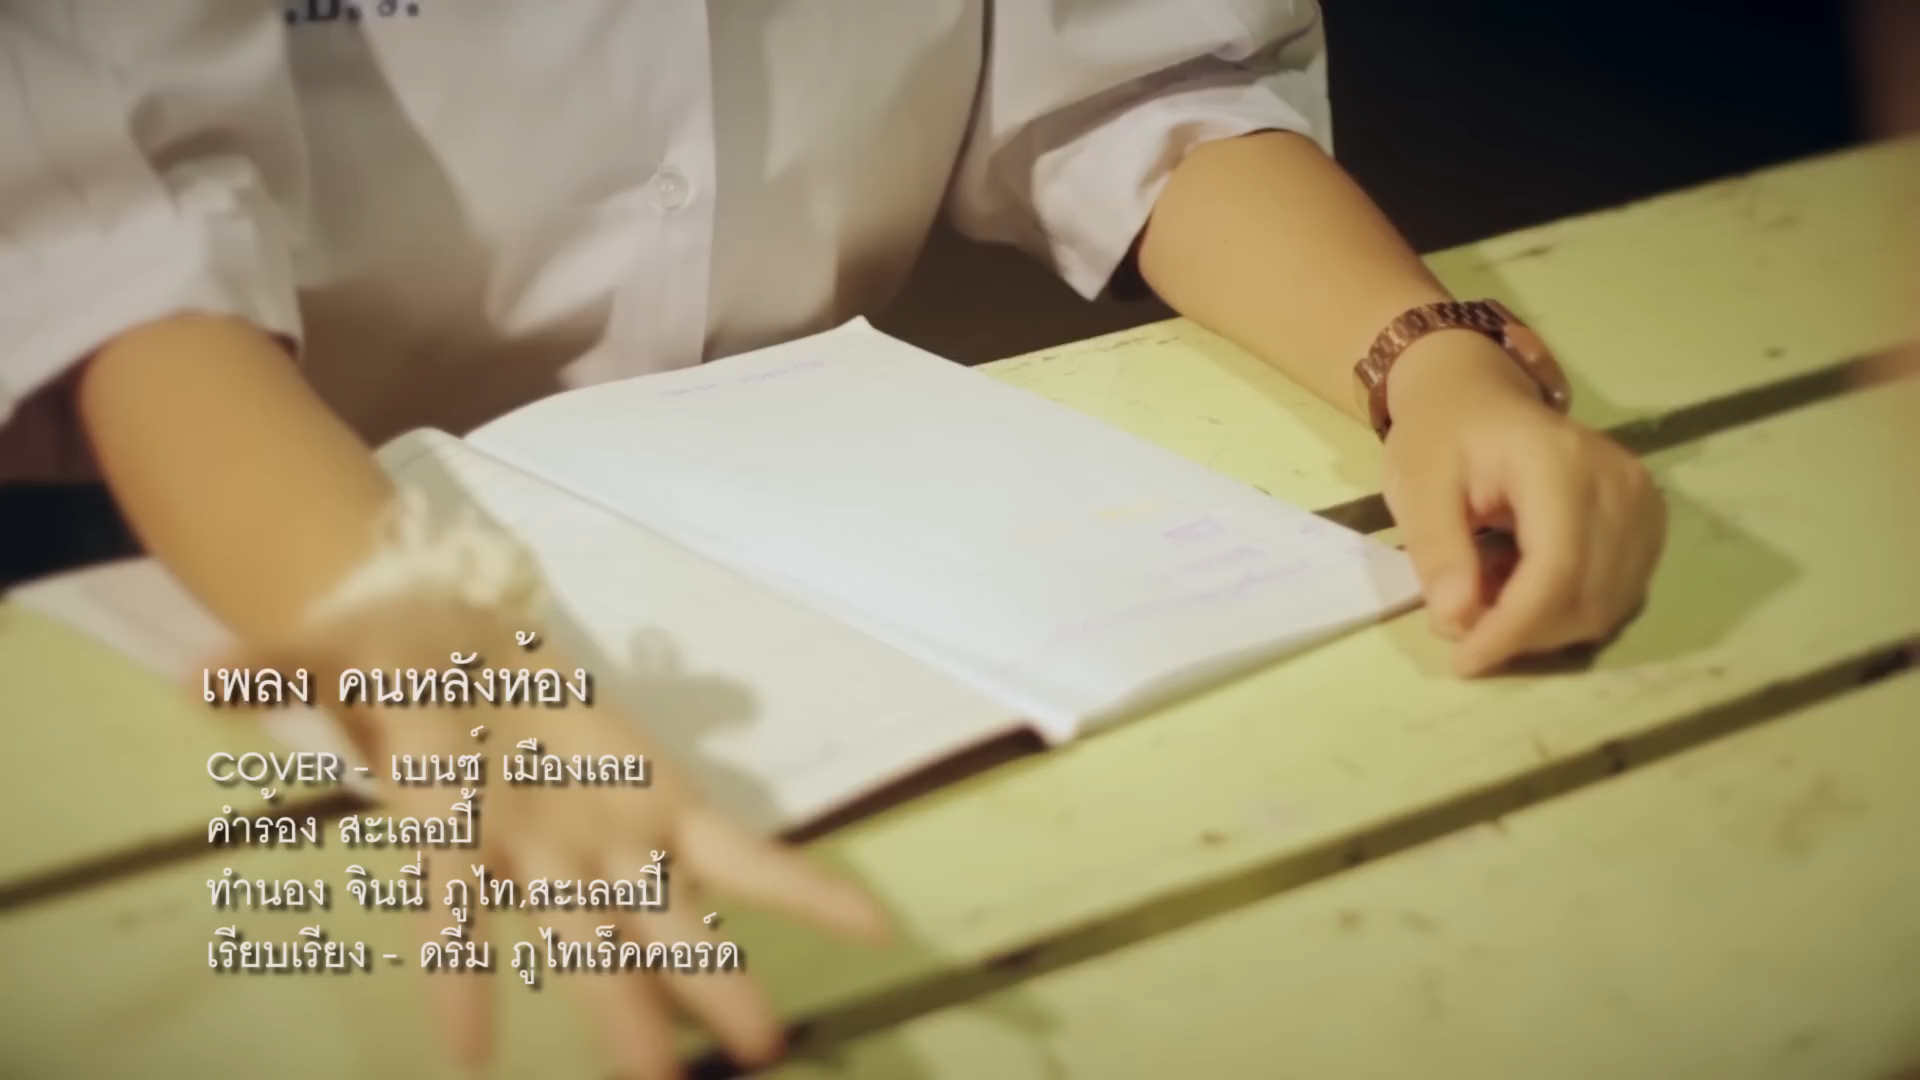 เพลง คนหลังห้อง
COVER - เบนซ์ เมืองเลย
คำร้อง สะเลอปี้
ทำนอง จินนี่ ภูไท,สะเลอปี้
เรียบเรียง - ดรีม ภูไทเร็คคอร์ด